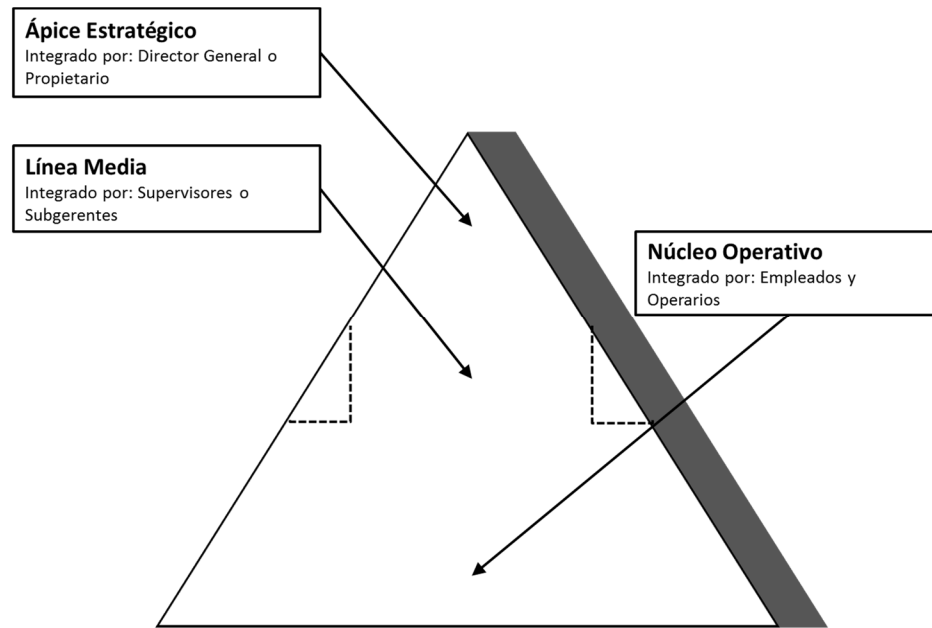 Ápice Estratégico
Integrado por: Director General o
Propietario
Línea Media
Integrado por: Supervisores o
Subgerentes
Núcleo Operativo
Integrado por: Empleados y
Operarios